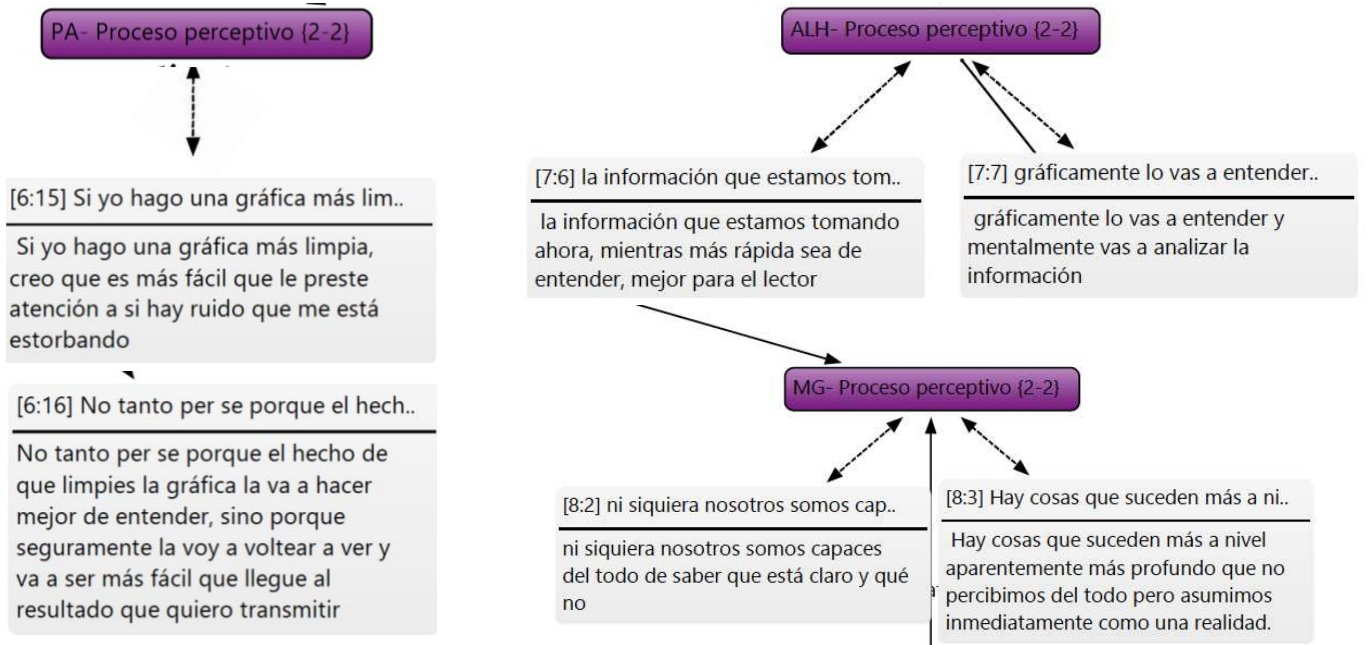 PA- Proceso perceptivo {2-2}
[6:15] Si yo hago una gráfica más lim..
Si yo hago una gráfica más limpia,
creo que es más fácil que le preste
atención a si hay ruido que me está
estorbando
[6:16] No tanto per se porque el hech..
No tanto per se porque el hecho de
que limpies la gráfica la va a hacer
mejor de entender, sino porque
seguramente la voy a voltear a ver y
va a ser más fácil que llegue al
resultado que quiero transmitir
ALH- Proceso perceptivo {2-2}
[7:6] la información que estamos tom..
la información que estamos tomando
ahora, mientras más rápida sea de
entender, mejor para el lector
[7:7] gráficamente lo vas a entender..
gráficamente lo vas a entender y
mentalmente vas a analizar la
información
MG- Proceso perceptivo {2-2}
[8:2] ni siquiera nosotros somos cap..
ni siquiera nosotros somos capaces
del todo de saber que está claro y qué
no
[8:3] Hay cosas que suceden más a ni..
Hay cosas que suceden más a nivel
aparentemente más profundo que no
percibimos del todo pero asumimos
inmediatamente como una realidad.